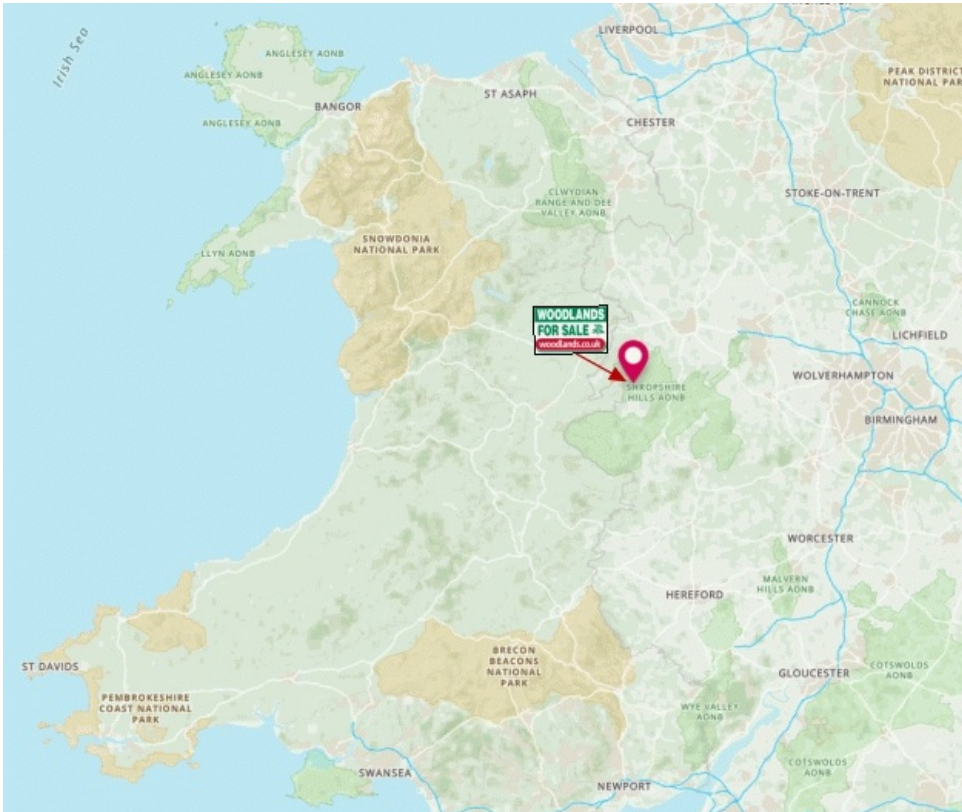 LIVERPOOL
Irish Sea
ANGLESEY AONB
ANGLESEY AONB
PEAK DISTRICT
NATIONAL PARK
ST ASAPH
BANGOR
ANGLESEY AONB
CHESTER
CLWYDIAN
RANGE AND DEE
VALLEY AONB
STOKE-ON-TRENT
SNOWDONIA
NATIONAL PARK
LLYN AONB
CANNOCK
CHASE AONB
WOODLANDS
FOR SALE
woodlands.co.uk
LICHFIELD
WOLVERHAMPTON
SHROPSHIRE
HILLS AONB
BIRMINGHAM
WORCESTER
MALVERN
HILLS AONB
HEREFORD
BRECON
BEACONS
NATIONAL
PARK
ST DAVIDS
COTSWOLDS
AONB
GLOUCESTER
PEMBROKESHIRE
COAST NATIONAL
PARK
WYE VALLEY
AONB
COTSWOLDS
AONB
SWANSEA
NEWPORT